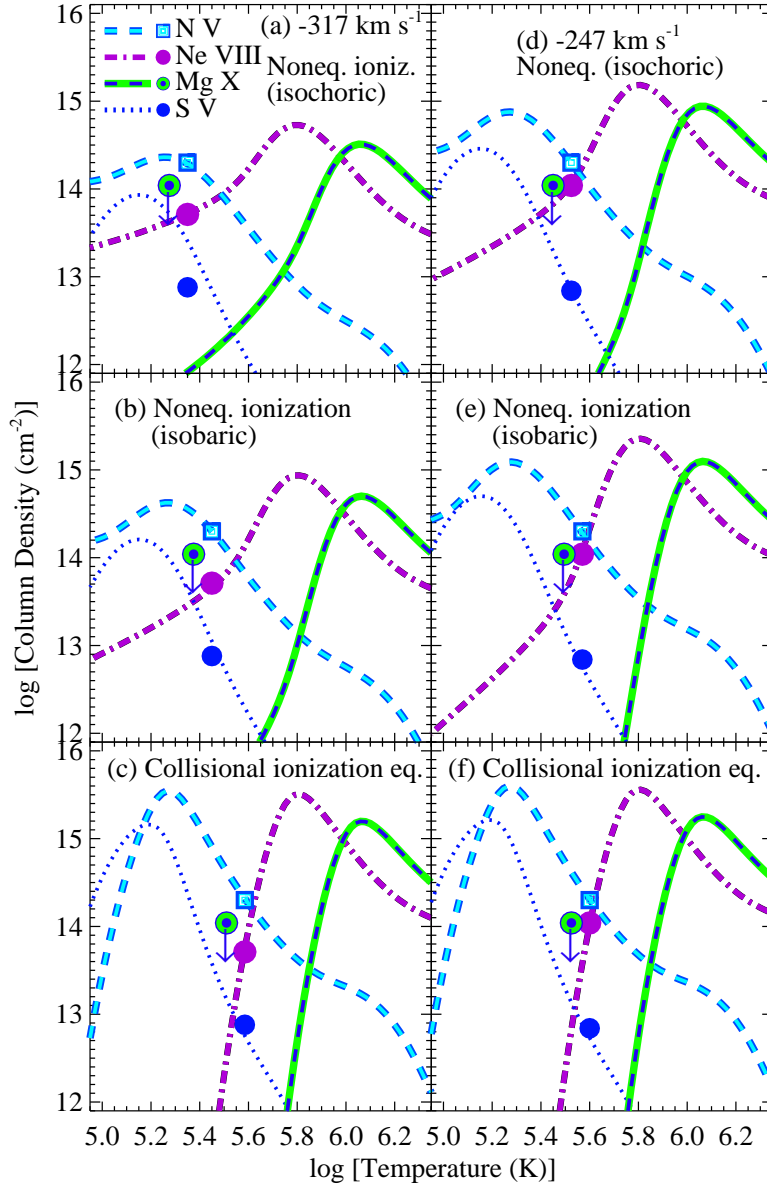 N V
Ne VIII
Mg X
S V
(a) -317 km s⁻¹
Noneq. ioniz.
(isochoric)
(d) -247 km s⁻¹
Noneq. (isochoric)
16
15
14
13
12
(b) Noneq. ionization
(isobaric)
(e) Noneq. ionization
(isobaric)
16
15
14
13
12
log [Column Density (cm⁻²)]
(c) Collisional ionization eq.
(f) Collisional ionization eq.
16
15
14
13
12
5.0 5.2 5.4 5.6 5.8 6.0 5.0 5.2 5.4 5.6 5.8 6.0 6.2
log [Temperature (K)]